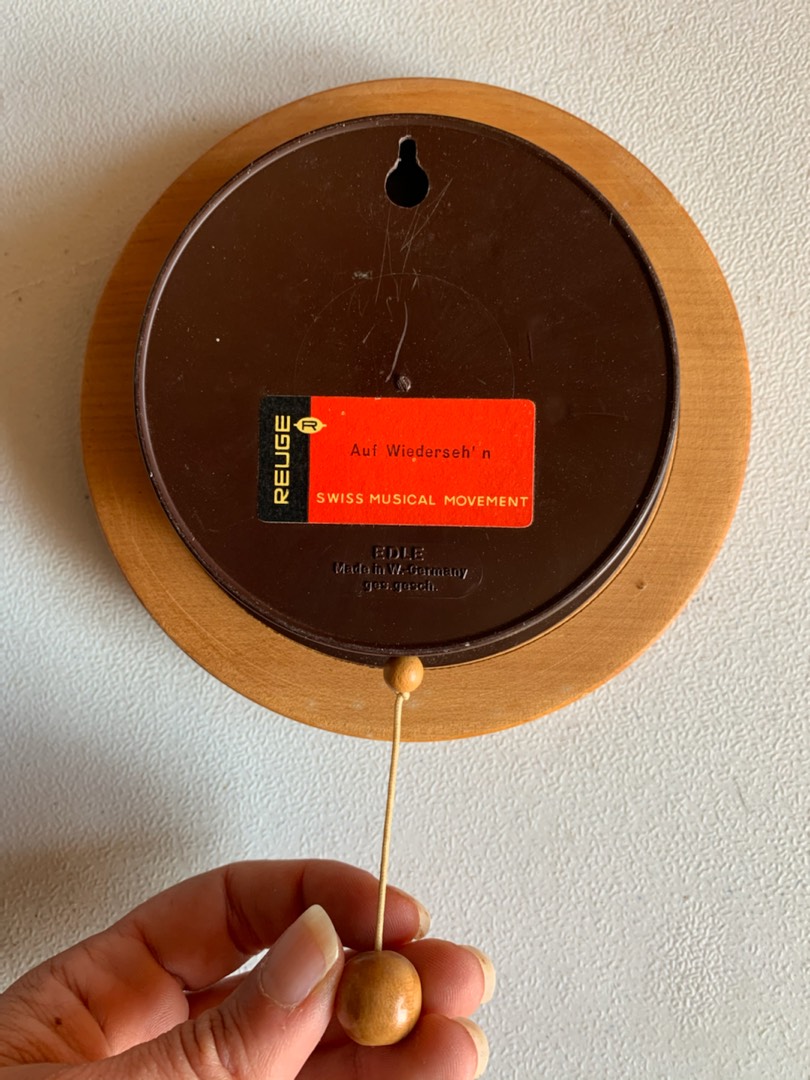 REUGE
R
Auf Wiederseh'n
SWISS MUSICAL MOVEMENT
EDLE
Made in W.-Germany
ges.gesch.